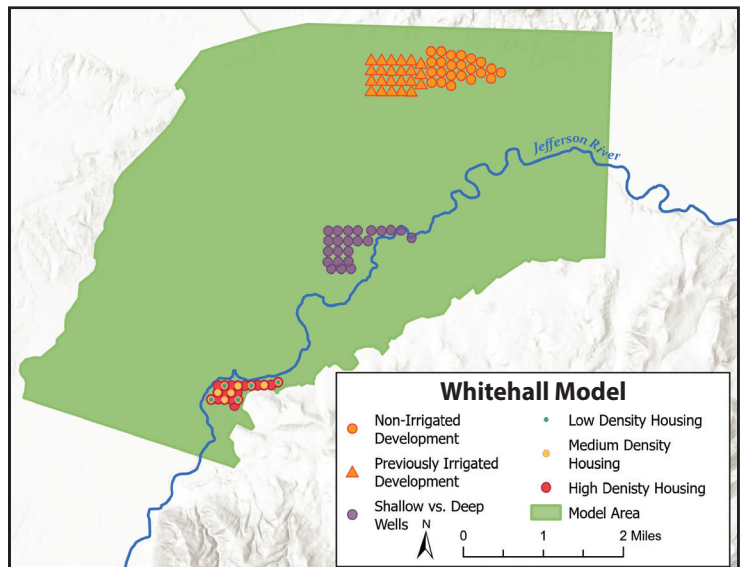 Jefferson River
Whitehall Model
Non-Irrigated
Development
Previously Irrigated
Development
Shallow vs. Deep
Wells
Low Density Housing
Medium Density
Housing
High Denisty Housing
Model Area
N
0 1 2 Miles